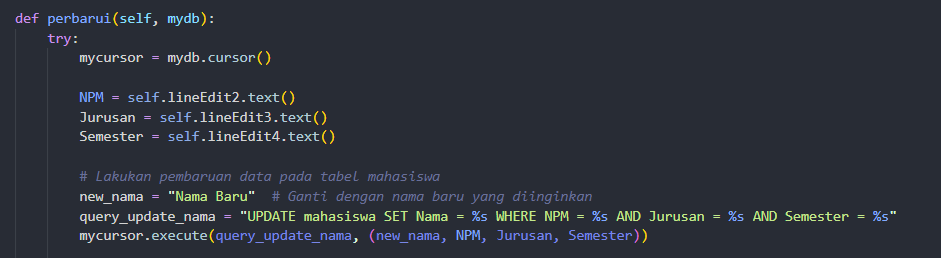 def perbarui(self, mydb):
try:
mycursor = mydb.cursor()
NPM = self.lineEdit2.text()
Jurusan = self.lineEdit3.text()
Semester = self.lineEdit4.text()
# Lakukan pembaruan data pada tabel mahasiswa
new_nama = "Nama Baru"  # Ganti dengan nama baru yang diinginkan
query_update_nama = "UPDATE mahasiswa SET Nama = %s WHERE NPM = %s AND Jurusan = %s AND Semester = %s"
mycursor.execute(query_update_nama, (new_nama, NPM, Jurusan, Semester))